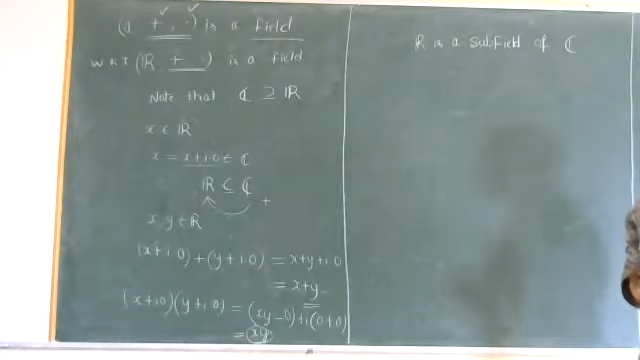 (ℂ +, ·) is a field
W K T (ℝ + ) is a field
Note that ℂ ⊇ ℝ
x ∈ ℝ
x = x+i0 ∈ ℂ
ℝ ⊆ ℂ
+
x y ∈ ℝ
(x+i0)+(y+i0) = x+y+i0
= x+y
(x+i0)(y+i0) = (xy-0)+i(0+0)
= xy
R is a subfield of ℂ